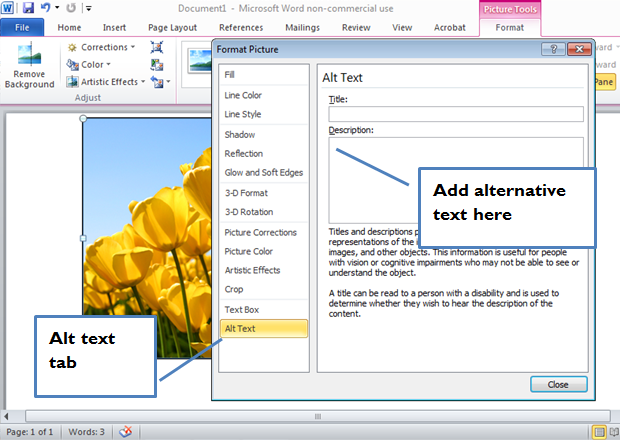 Document1 - Microsoft Word non-commercial use
Picture Tools
File Home Insert Page Layout References Mailings Review View Acrobat Format
Remove Background
Corrections
Color
Artistic Effects
Adjust
Format Picture
Fill
Line Color
Line Style
Shadow
Reflection
Glow and Soft Edges
3-D Format
3-D Rotation
Picture Corrections
Picture Color
Artistic Effects
Crop
Text Box
Alt Text
Alt Text
Title:
Description:
Add alternative
text here
Titles and descriptions
representations of the
images, and other objects. This information is useful for people
with vision or cognitive impairments who may not be able to see or
understand the object.
A title can be read to a person with a disability and is used to
determine whether they wish to hear the description of the
content.
Close
ward
ward
Pane
Alt text
tab
Page: 1 of 1 Words: 3